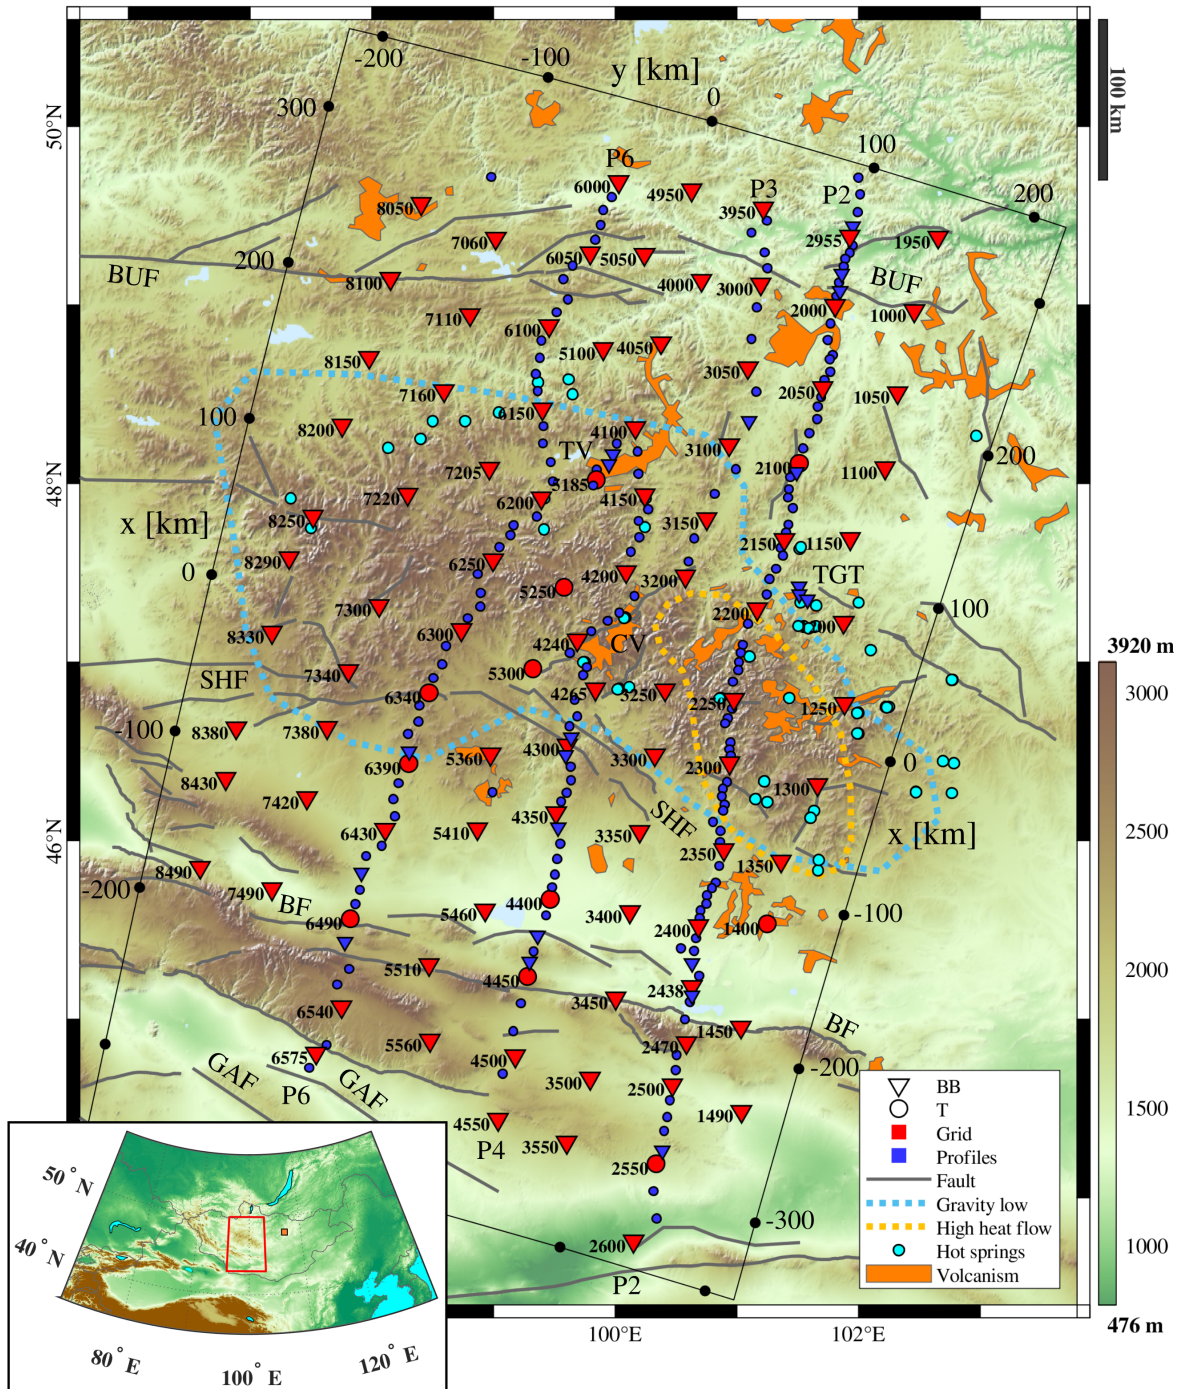 -200
-100
y [km]
0
100
200
300
200
100
x [km]
0
-100
-200
200
100
0
x [km]
-100
-200
-300
50°N
48°N
46°N
100°E
102°E
100 km
3920 m
3000
2500
2000
1500
1000
476 m
P6
6000
4950
P3
3950
P2
8050
7060
6050
5050
2955
1950
BUF
8100
4000
3000
BUF
2000
1000
7110
6100
5100
4050
8150
7160
3050
2050
1050
6150
8200
4100
3100
TV
7205
5185
2100
1100
7220
6200
4150
8250
3150
2150
1150
8290
6250
4200
3200
TGT
5250
7300
2200
1200
8330
6300
4240
CV
SHF
7340
5300
6340
4265
3250
2250
1250
8380
7380
4300
6390
5360
3300
2300
8430
7420
1300
SHF
4350
6430
5410
3350
2350
1350
8490
7490
BF
6490
5460
4400
3400
2400
1400
5510
4450
2438
3450
6540
1450
BF
5560
2470
6575
4500
GAF
GAF
P6
3500
2500
1490
4550
P4
3550
2550
2600
P2
BB
T
Grid
Profiles
Fault
Gravity low
High heat flow
Hot springs
Volcanism
50°N
40°N
80°E
100°E
120°E